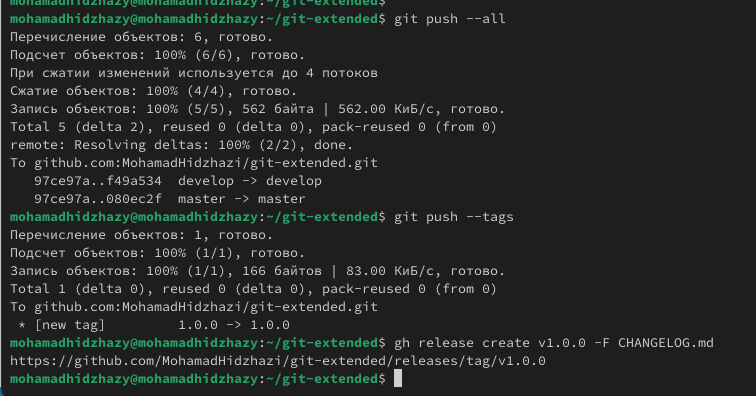 mohamadhidzhazy@mohamadhidzhazy:~/git-extended$
mohamadhidzhazy@mohamadhidzhazy:~/git-extended$ git push --all
Перечисление объектов: 6, готово.
Подсчет объектов: 100% (6/6), готово.
При сжатии изменений используется до 4 потоков
Сжатие объектов: 100% (4/4), готово.
Запись объектов: 100% (5/5), 562 байта | 562.00 КиБ/с, готово.
Total 5 (delta 2), reused 0 (delta 0), pack-reused 0 (from 0)
remote: Resolving deltas: 100% (2/2), done.
To github.com:MohamadHidzhazi/git-extended.git
   97ce97a..f49a534  develop -> develop
   97ce97a..080ec2f  master -> master
mohamadhidzhazy@mohamadhidzhazy:~/git-extended$ git push --tags
Перечисление объектов: 1, готово.
Подсчет объектов: 100% (1/1), готово.
Запись объектов: 100% (1/1), 166 байтов | 83.00 КиБ/с, готово.
Total 1 (delta 0), reused 0 (delta 0), pack-reused 0 (from 0)
To github.com:MohamadHidzhazi/git-extended.git
 * [new tag]         1.0.0 -> 1.0.0
mohamadhidzhazy@mohamadhidzhazy:~/git-extended$ gh release create v1.0.0 -F CHANGELOG.md
https://github.com/MohamadHidzhazi/git-extended/releases/tag/v1.0.0
mohamadhidzhazy@mohamadhidzhazy:~/git-extended$